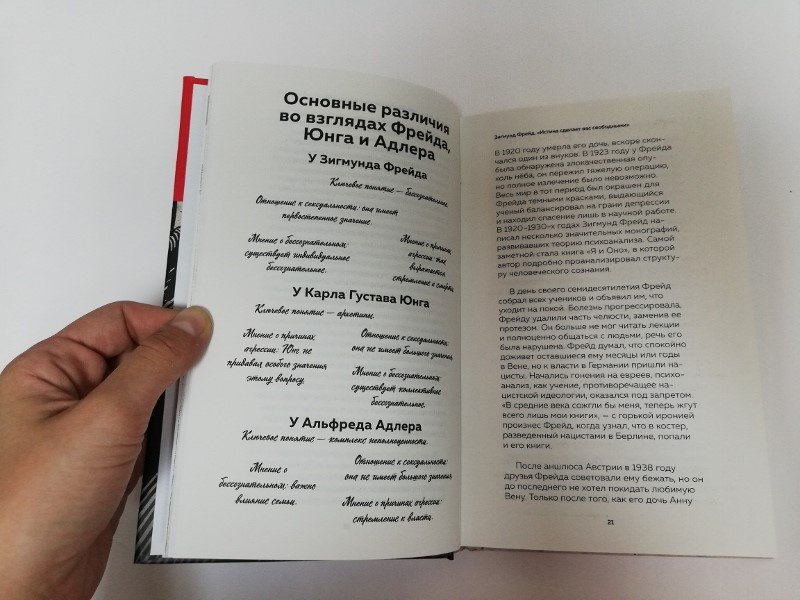 Основные различия
во взглядах Фрейда,
Юнга и Адлера
У Зигмунда Фрейда
Ключевое понятие — бессознательное.
Отношение к сексуальности: она имеет
первостепенное значение.
Мнение о бессознательном:
существует индивидуальное
бессознательное.
Мнение о причинах
агрессии: так
выражается
стремление к смерти.
У Карла Густава Юнга
Ключевое понятие — архетипы.
Мнение о причинах
агрессии: Юнг не
придавал особого значения
этому вопросу.
Отношение к сексуальности:
она не имеет большого значения.
Мнение о бессознательном:
существует коллективное
бессознательное.
У Альфреда Адлера
Ключевое понятие — комплекс неполноценности.
Мнение о
бессознательном: важно
влияние семьи.
Отношение к сексуальности:
она не имеет большого значения.
Мнение о причинах агрессии:
стремление к власти.
Зигмунд Фрейд. «Истина сделает вас свободными»
В 1920 году умерла его дочь, вскоре скон-
чался один из внуков. В 1923 году у Фрейда
была обнаружена злокачественная опу-
холь нёба, он пережил тяжелую операцию,
но полное излечение было невозможно.
Весь мир в тот период был окрашен для
Фрейда темными красками, выдающийся
ученый балансировал на грани депрессии
и находил спасение лишь в научной работе.
В 1920–1930-х годах Зигмунд Фрейд на-
писал несколько значительных монографий,
развивавших теорию психоанализа. Самой
заметной стала книга «Я и Оно», в которой
автор подробно проанализировал структу-
ру человеческого сознания.
В день своего семидесятилетия Фрейд
собрал всех учеников и объявил им, что
уходит на покой. Болезнь прогрессировала,
Фрейду удалили часть челюсти, заменив ее
протезом. Он больше не мог читать лекции
и полноценно общаться с людьми, речь его
была нарушена. Фрейд думал, что спокойно
доживет оставшиеся ему месяцы или годы
в Вене, но к власти в Германии пришли на-
цисты. Начались гонения на евреев, психо-
анализ, как учение, противоречащее на-
цистской идеологии, оказался под запретом.
«В средние века сожгли бы меня, теперь жгут
всего лишь мои книги», – с горькой иронией
произнес Фрейд, когда узнал, что в костер,
разведенный нацистами в Берлине, попали
и его книги.
После аншлюса Австрии в 1938 году
друзья Фрейда советовали ему бежать, но он
до последнего не хотел покидать любимую
Вену. Только после того, как его дочь Анну
21